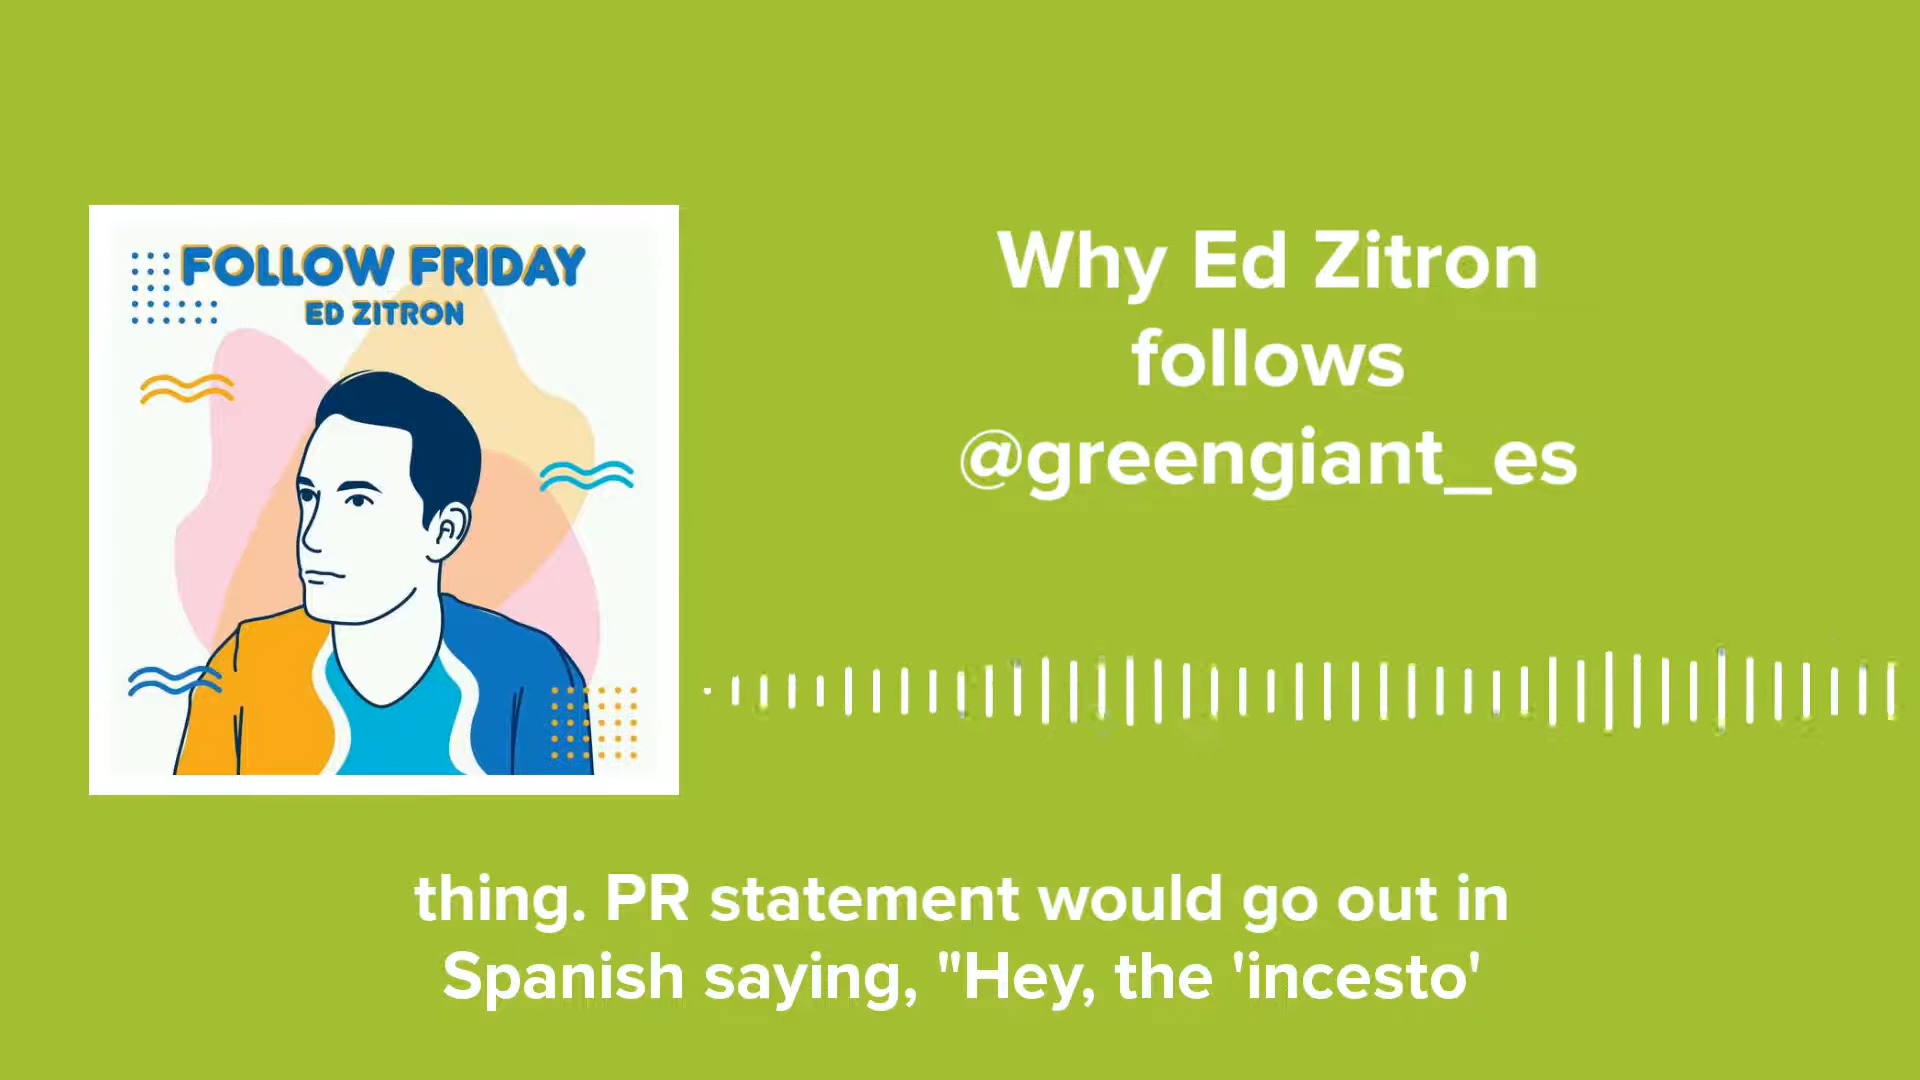 FOLLOW FRIDAY
ED ZITRON
Why Ed Zitron
follows
@greengiant_es
thing. PR statement would go out in
Spanish saying, "Hey, the 'incesto'